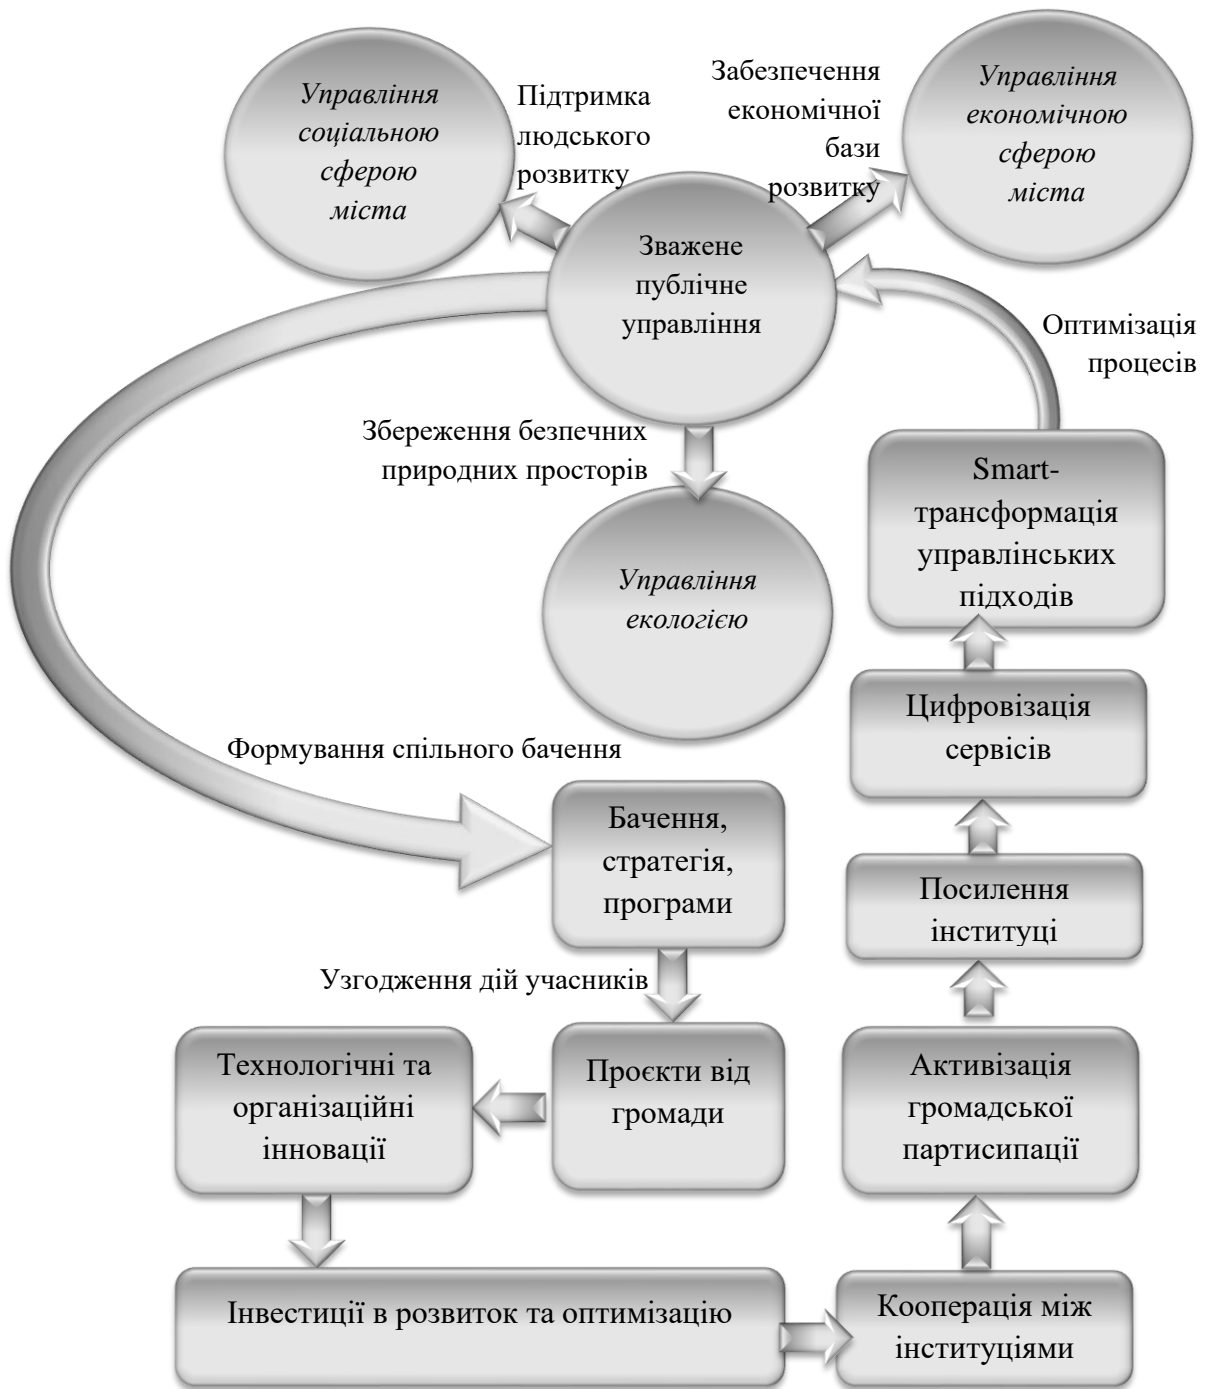 Управління
соціальною
сферою
міста
Підтримка
людського
розвитку
Забезпечення
економічної
бази
розвитку
Управління
економічною
сферою
міста
Зважене
публічне
управління
Оптимізація
процесів
Збереження безпечних
природних просторів
Управління
екологією
Smart-
трансформація
управлінських
підходів
Цифровізація
сервісів
Формування спільного бачення
Бачення,
стратегія,
програми
Посилення
інституці
Узгодження дій учасників
Технологічні та
організаційні
інновації
Проєкти від
громади
Активізація
громадської
партисипації
Інвестиції в розвиток та оптимізацію
Кооперація між
інституціями